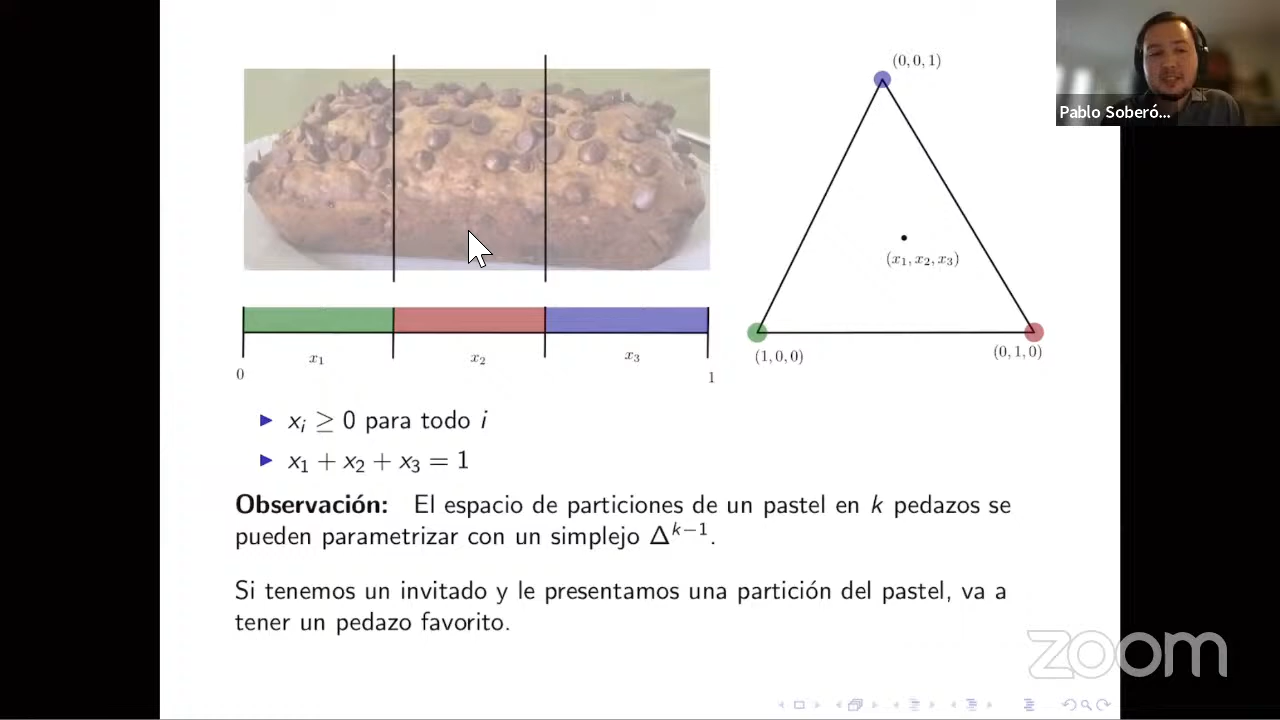 (0, 0, 1)
Pablo Soberó...
(x₁, x₂, x₃)
(1, 0, 0)
(0, 1, 0)
x₁
x₂
x₃
0
1
▶ xᵢ ≥ 0 para todo i
▶ x₁ + x₂ + x₃ = 1
Observación: El espacio de particiones de un pastel en k pedazos se
pueden parametrizar con un simplejo Δᵏ⁻¹.
Si tenemos un invitado y le presentamos una partición del pastel, va a
tener un pedazo favorito.
zoom